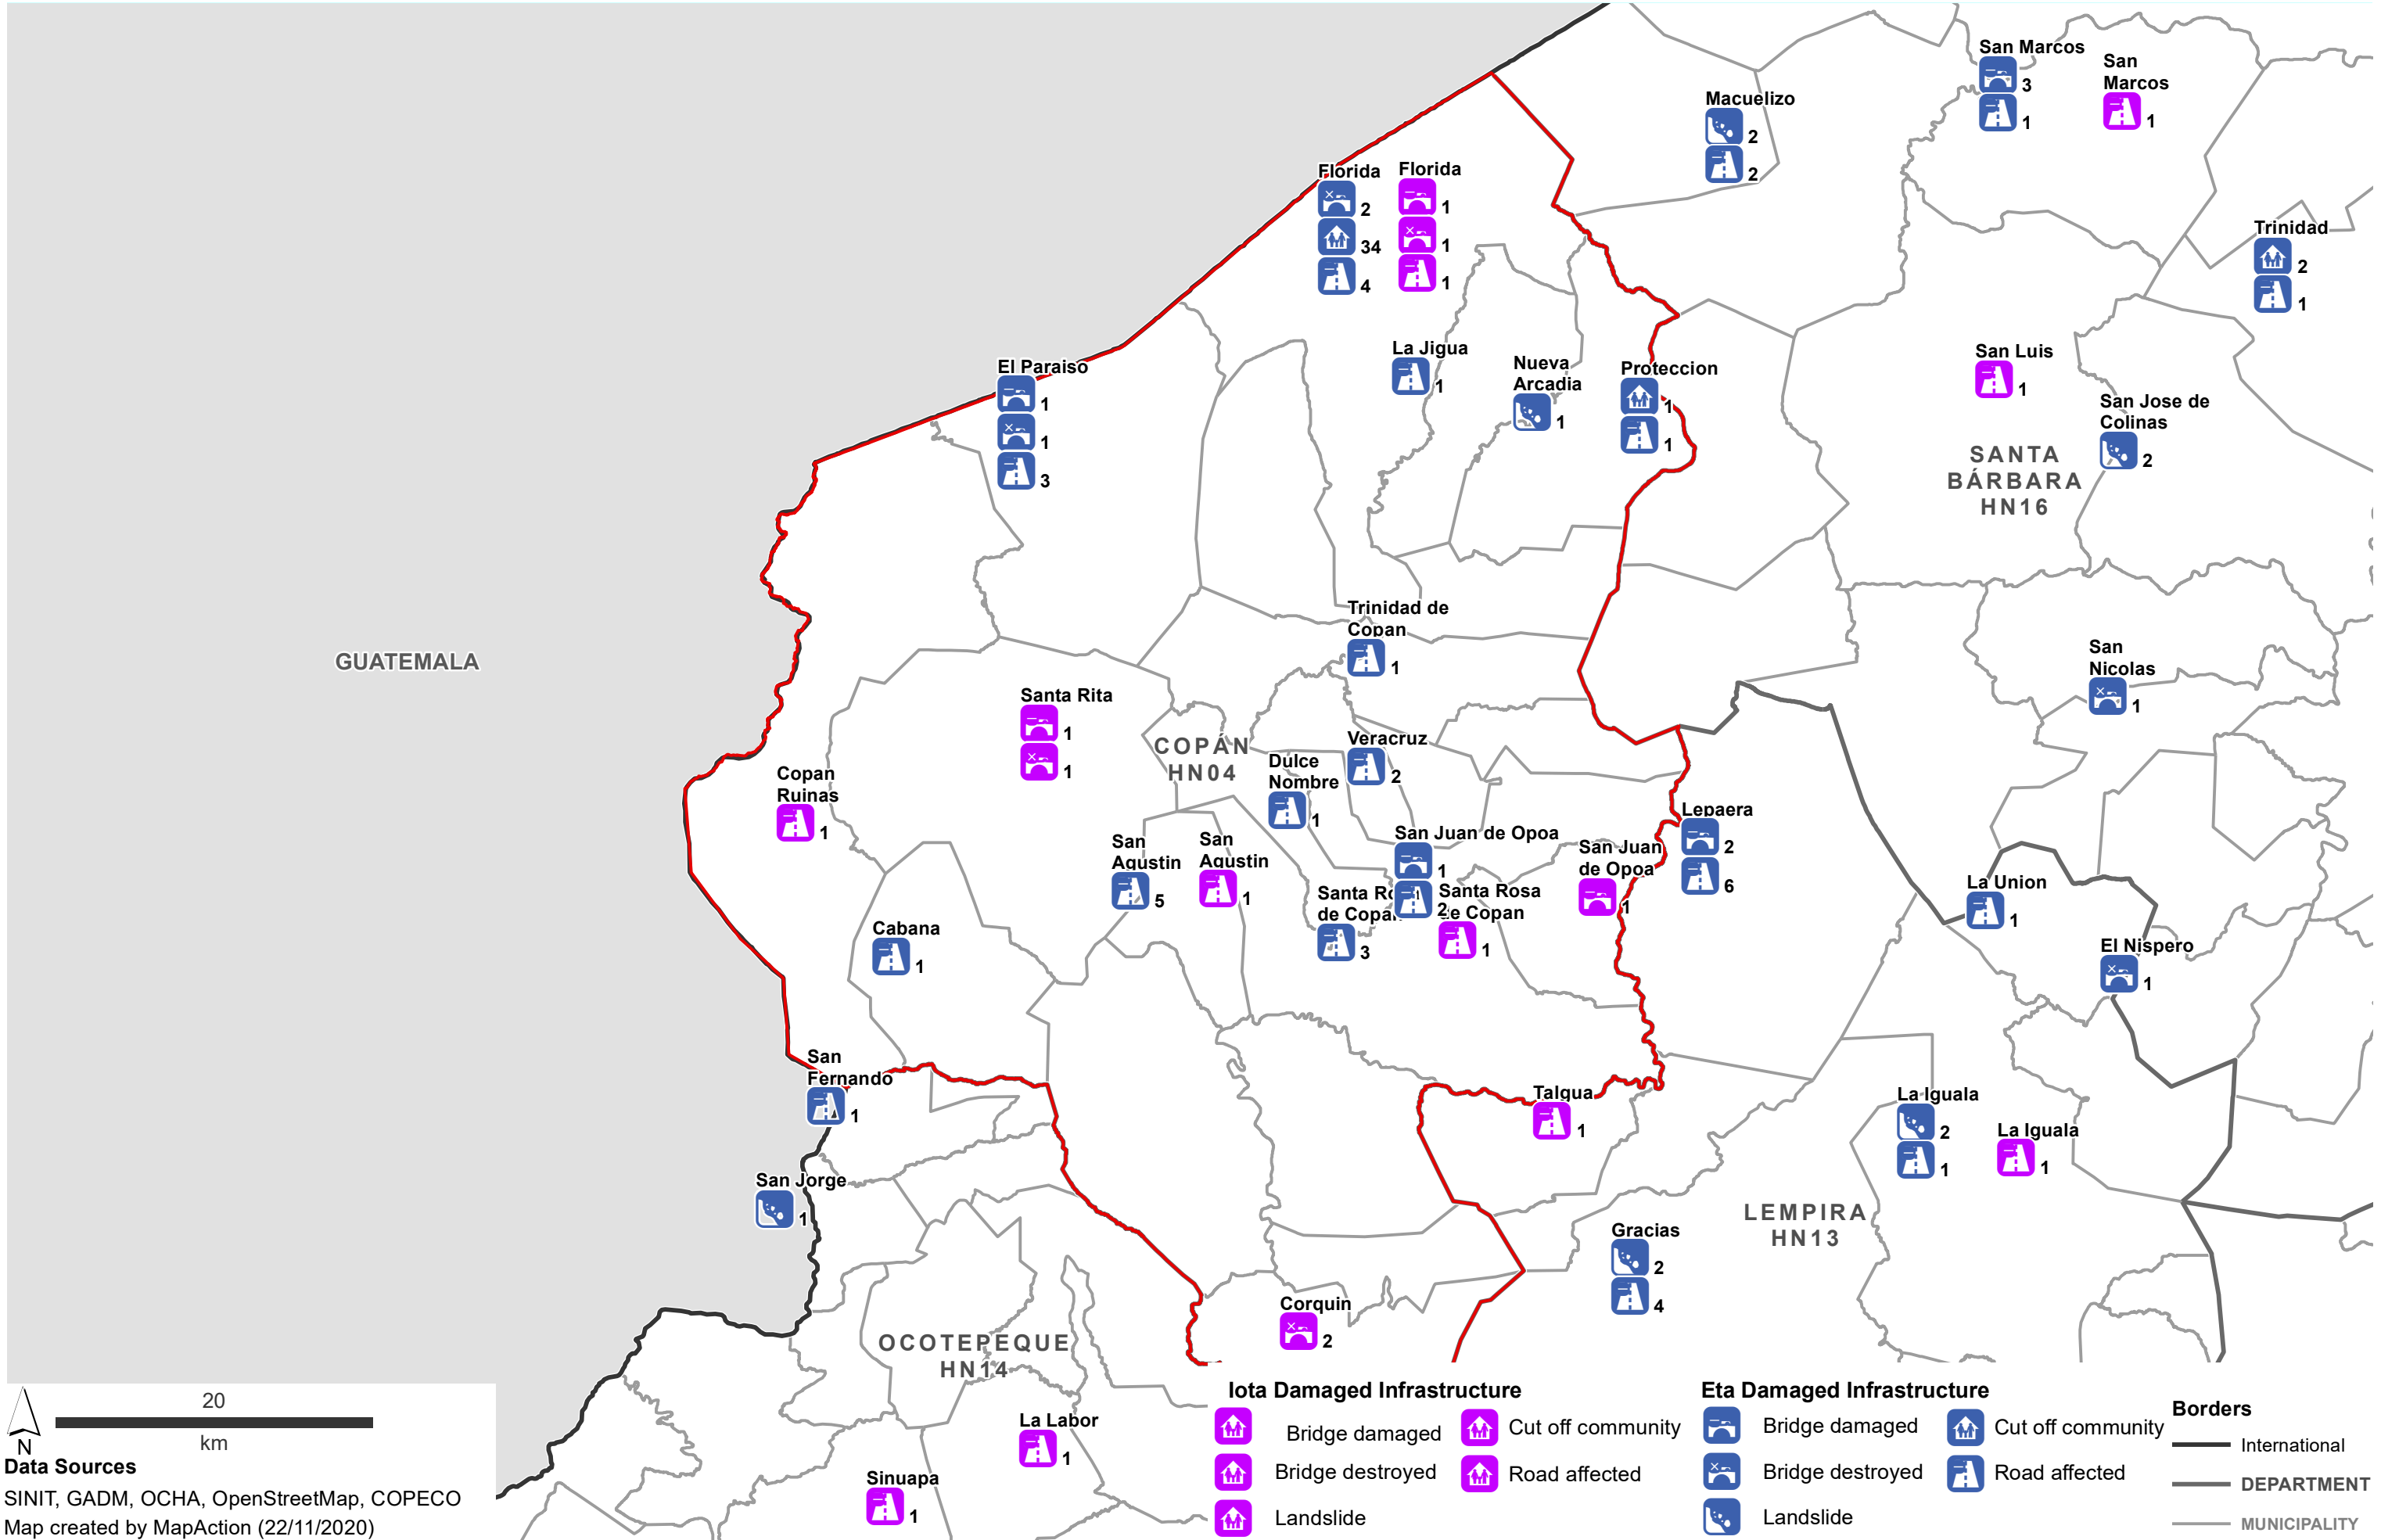 San Marcos
3
1
San
Marcos
1
Macuelizo
2
2
Florida
2
34
4
Florida
1
1
1
Trinidad
2
1
El Paraiso
1
1
3
La Jigua
1
Nueva
Arcadia
1
Proteccion
1
1
San Luis
1
San Jose de
Colinas
2
SANTA
BÁRBARA
HN16
Trinidad de
Copan
1
GUATEMALA
San
Nicolas
1
Santa Rita
1
1
COPÁN
HN04
Veracruz
2
Dulce
Nombre
1
Copan
Ruinas
1
Lepaera
2
6
San
Agustin
5
San
Agustin
1
San Juan de Opoa
1
2
San Juan
de Opoa
1
Santa Ro
de Copan
3
Santa Rosa
de Copan
1
La Union
1
Cabana
1
El Nispero
1
San
Fernando
1
Talgua
1
La Iguala
2
1
La Iguala
1
San Jorge
1
LEMPIRA
HN13
Gracias
2
4
Corquin
2
OCOTEPEQUE
HN14
La Labor
1
Sinuapa
1
20
km
N
Data Sources
SINIT, GADM, OCHA, OpenStreetMap, COPECO
Map created by MapAction (22/11/2020)
Iota Damaged Infrastructure
Bridge damaged
Cut off community
Bridge destroyed
Road affected
Landslide
Eta Damaged Infrastructure
Bridge damaged
Cut off community
Bridge destroyed
Road affected
Landslide
Borders
International
DEPARTMENT
MUNICIPALITY